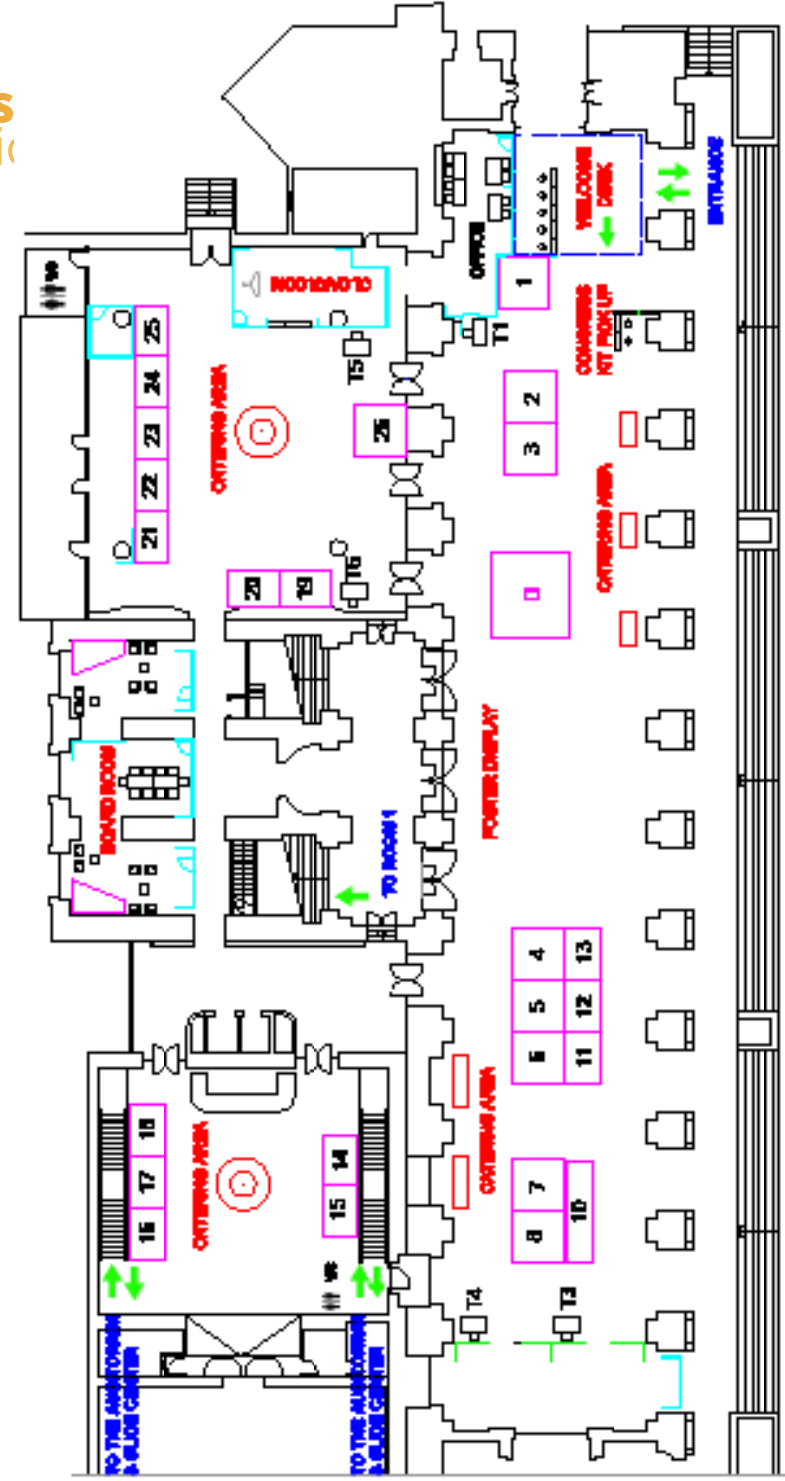 s
WELCOME
DESK
ENTRANCE
OFFICE
1
T1
CONGRESS
KIT PICK UP
WC
CLOAKROOM
T5
25
24
23
22
21
CATERING AREA
26
2
3
CATERING AREA
20
19
T6
BOARD ROOM
POSTER DISPLAY
TO ROOM 1
4
13
5
12
6
11
CATERING AREA
18
17
16
CATERING AREA
14
15
7
8
10
WC
T4
T3
TO THE AUDITORIUM
& SLIDE CENTER
TO THE AUDITORIUM
& SLIDE CENTER